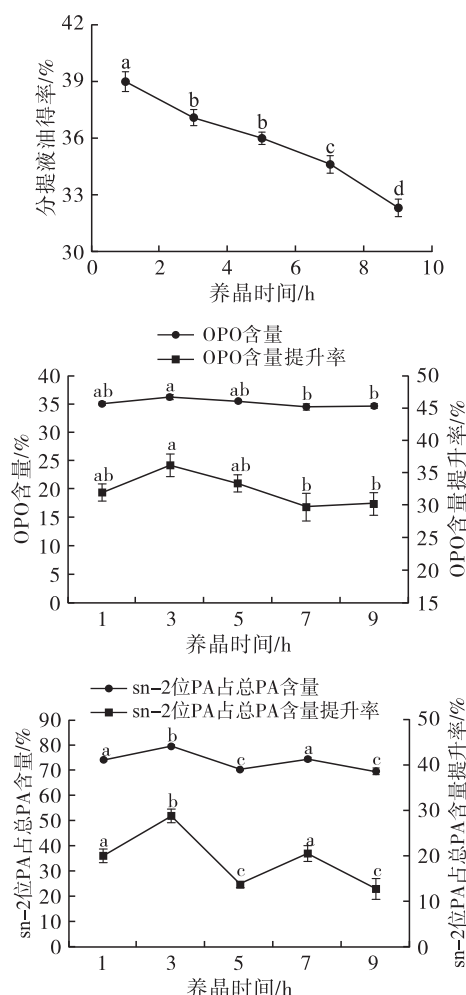 42
39
36
33
30
分提液油得率/%
a
b
b
c
d
0 2 4 6 8 10
养晶时间/h
OPO含量
OPO含量提升率
40
35
30
25
20
15
10
5
0
OPO含量/%
50
45
40
35
30
25
20
15
OPO含量提升率/%
ab a ab b b
ab a ab b b
1 3 5 7 9
养晶时间/h
sn-2位PA占总PA含量
sn-2位PA占总PA含量提升率
90
80
70
60
50
40
30
20
10
0
sn-2位PA占总PA含量/%
50
40
30
20
10
0
sn-2位PA占总PA含量提升率/%
a b c a c
a b c a c
1 3 5 7 9
养晶时间/h